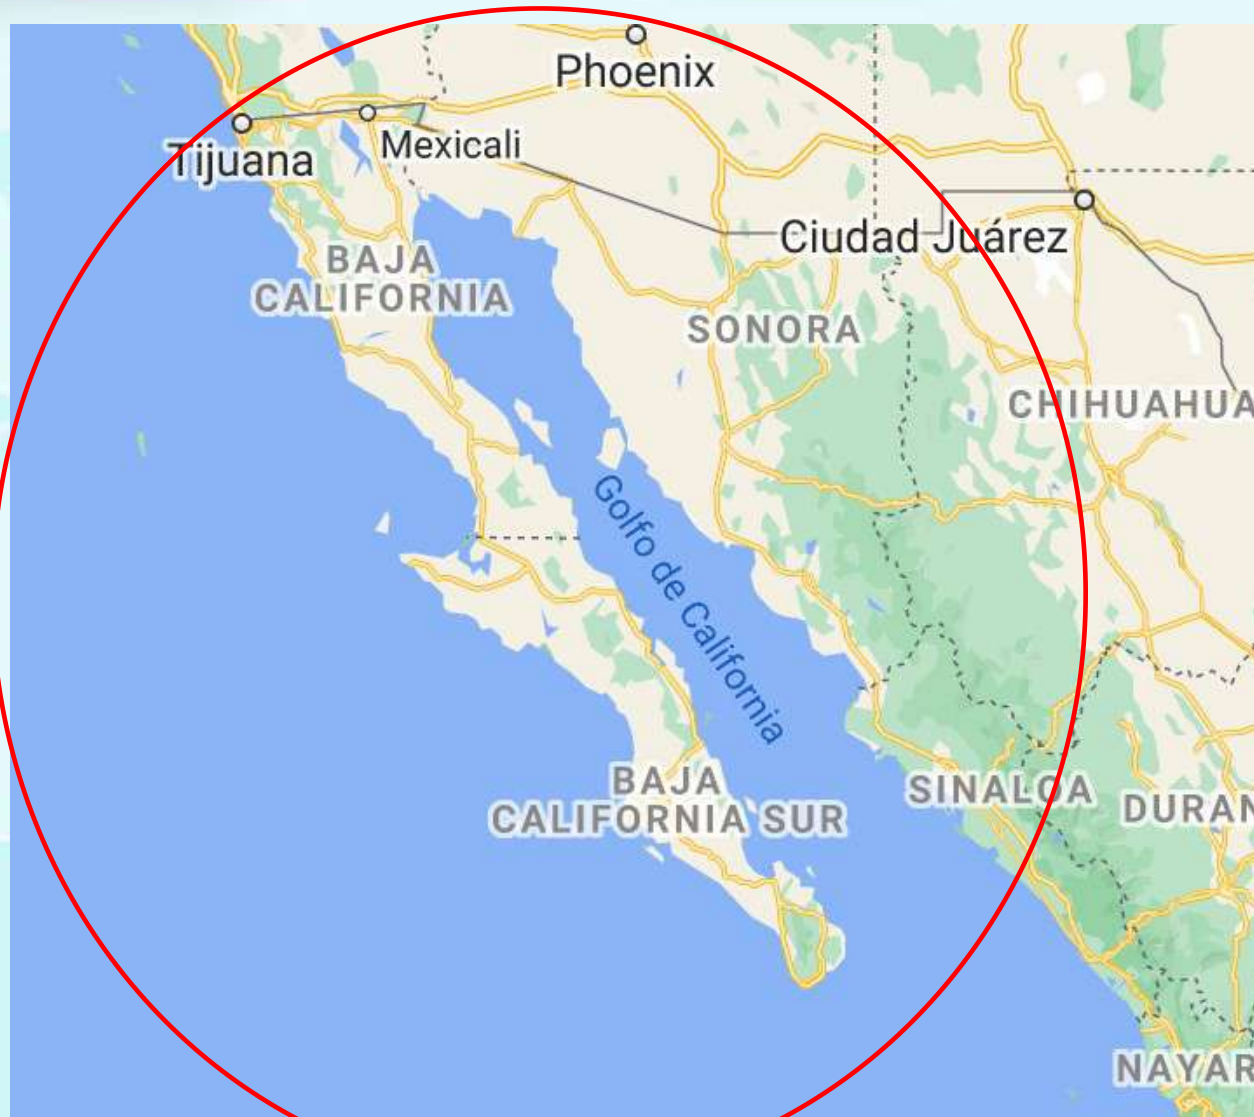 Phoenix
Tijuana
Mexicali
Ciudad Juárez
BAJA
CALIFORNIA
SONORA
CHIHUAHUA
Golfo de California
BAJA
CALIFORNIA SUR
SINALOA
DURAN
NAYAR